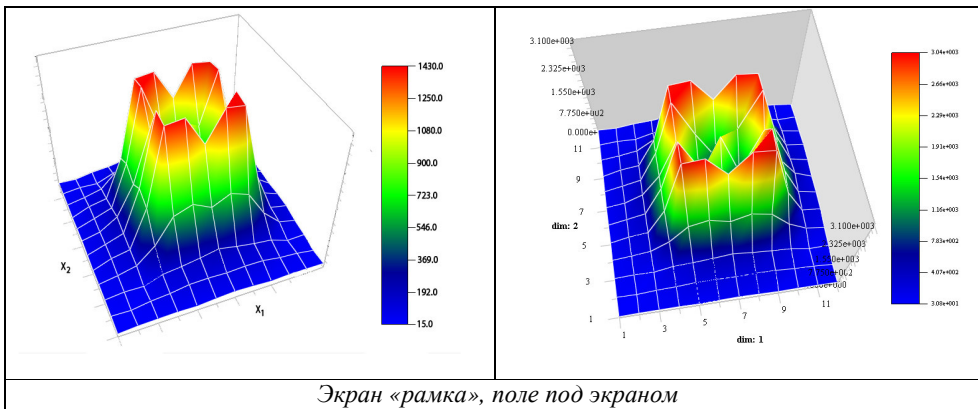 1430.0
1250.0
1080.0
900.0
723.0
546.0
369.0
192.0
15.0
X₂
X₁
3.100e+003
2.325e+003
1.550e+003
7.750e+002
0.000e+
11
9
7
5
3
1
dim: 2
1
3
5
7
9
11
dim: 1
3.100e+003
2.325e+003
3.04e+003
2.66e+003
2.29e+003
1.91e+003
1.54e+003
1.16e+003
7.83e+002
4.07e+002
3.08e+001
Экран «рамка», поле под экраном